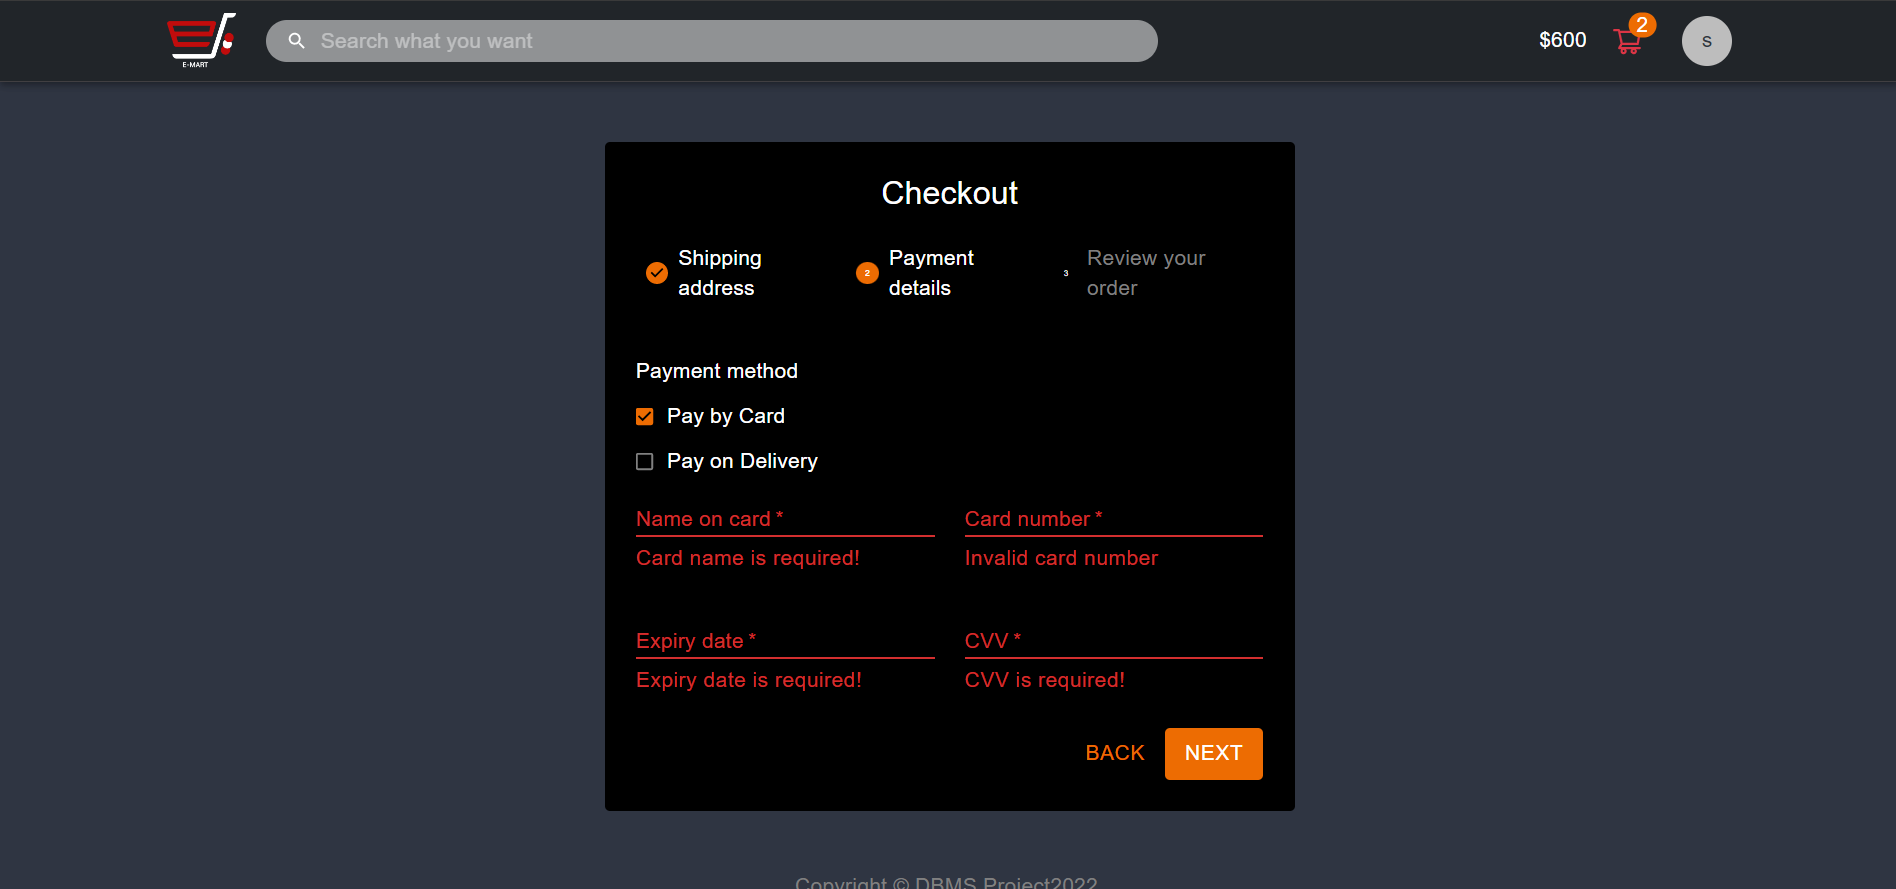 E-MART
Search what you want
$600
2
S
Checkout
Shipping
address
2
Payment
details
3
Review your
order
Payment method
Pay by Card
Pay on Delivery
Name on card *
Card number *
Card name is required!
Invalid card number
Expiry date *
CVV *
Expiry date is required!
CVV is required!
BACK
NEXT
Copyright © DBMS Project2022